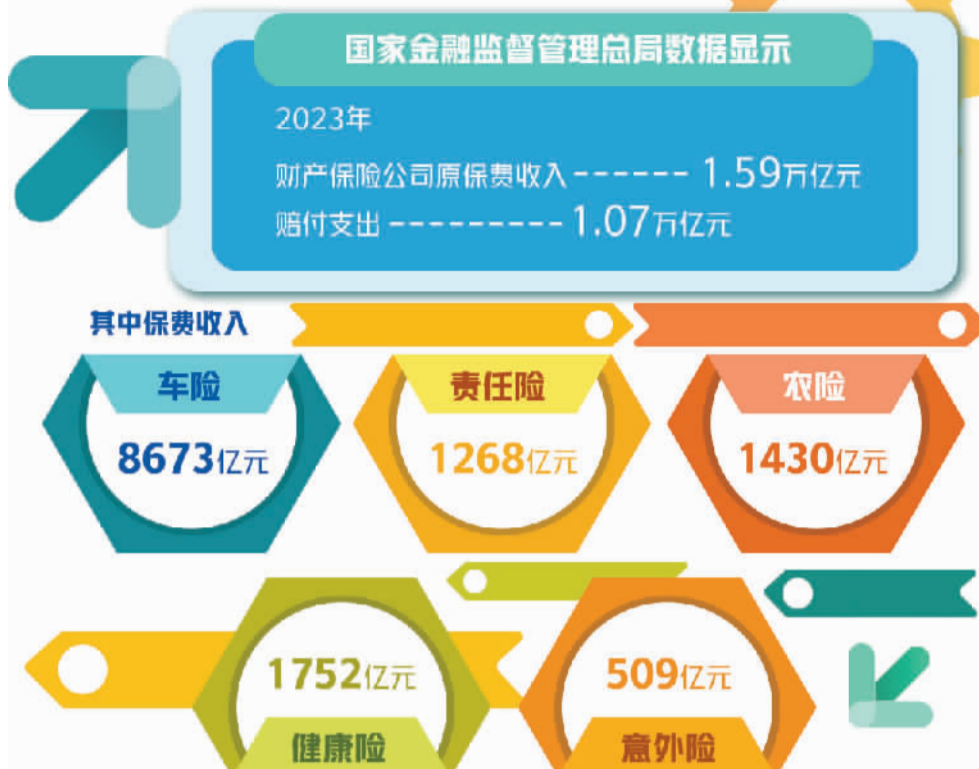 国家金融监督管理总局数据显示
2023年
财产保险公司原保费收入------ 1.59万亿元
赔付支出---------1.07万亿元
其中保费收入
车险
8673亿元
责任险
1268亿元
农险
1430亿元
1752亿元
健康险
509亿元
意外险